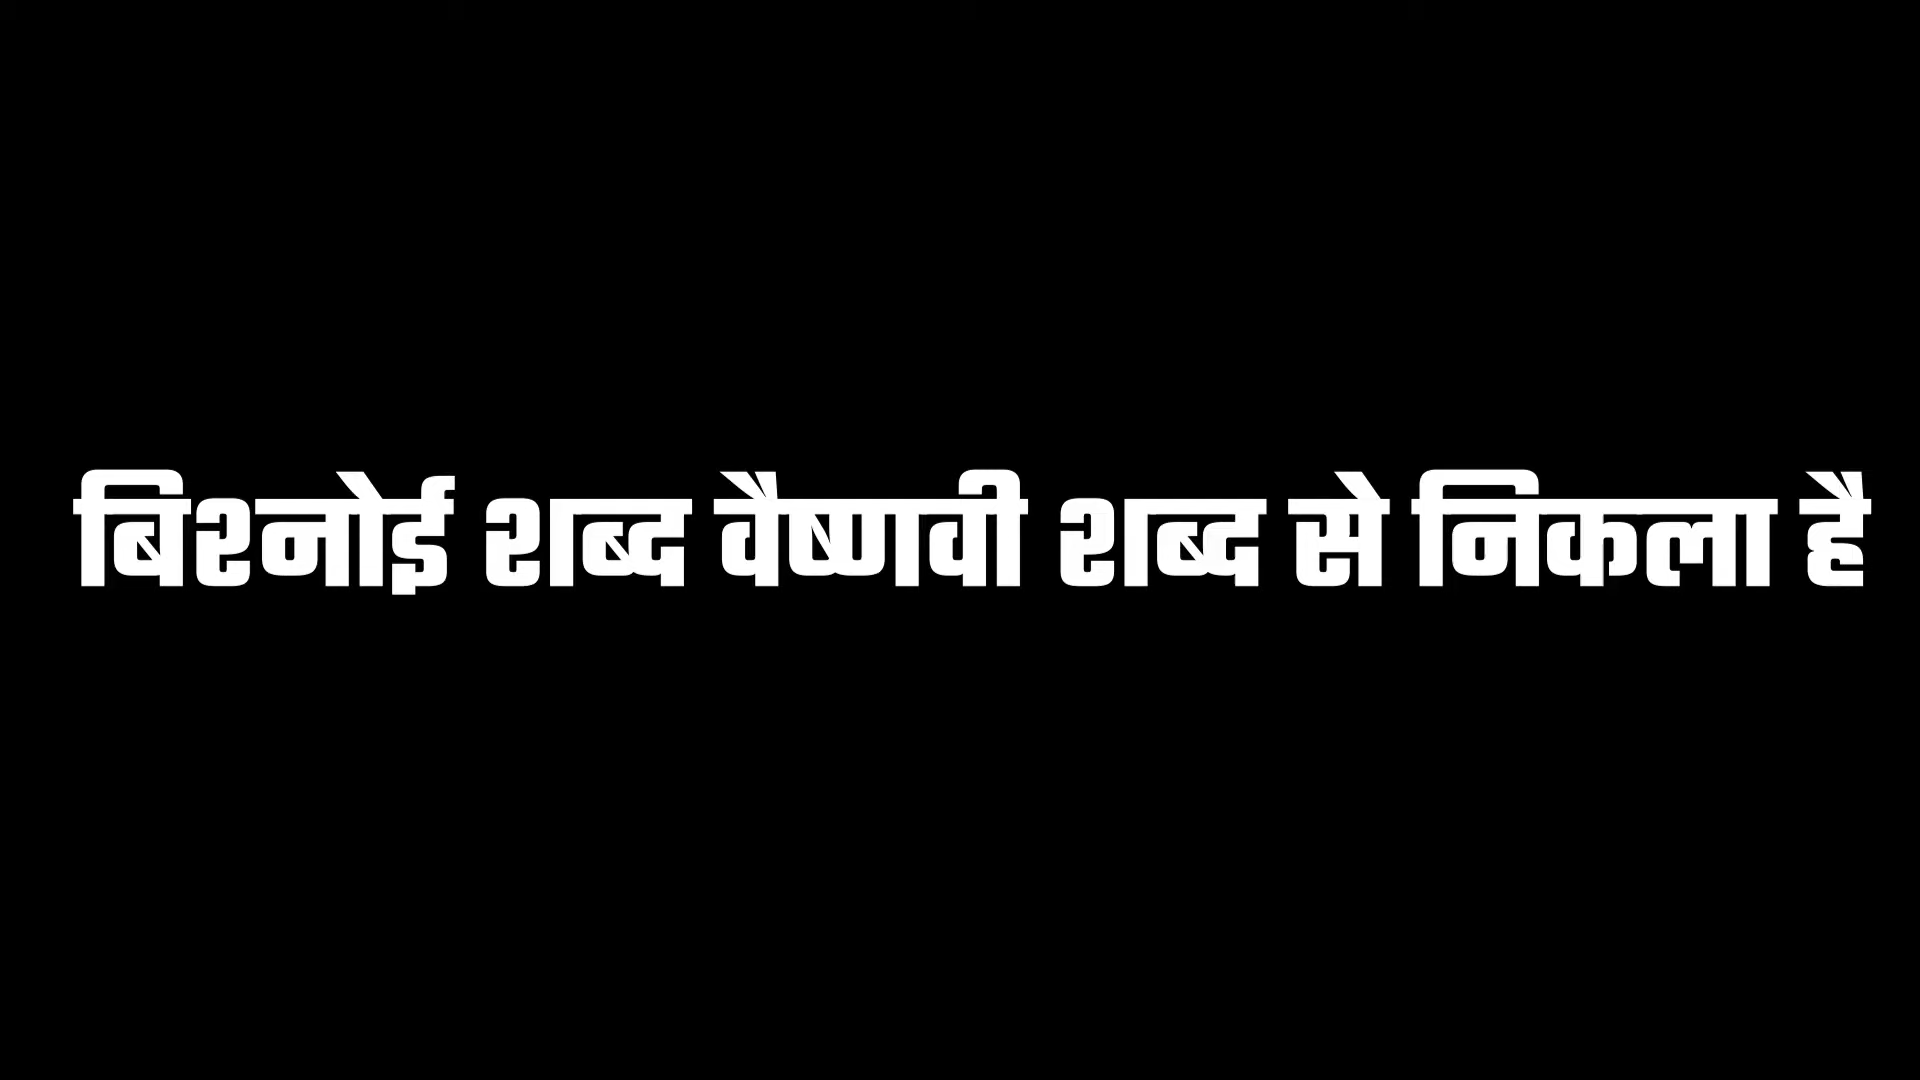 बिश्नोई शब्द वैष्णवी शब्द से निकला है